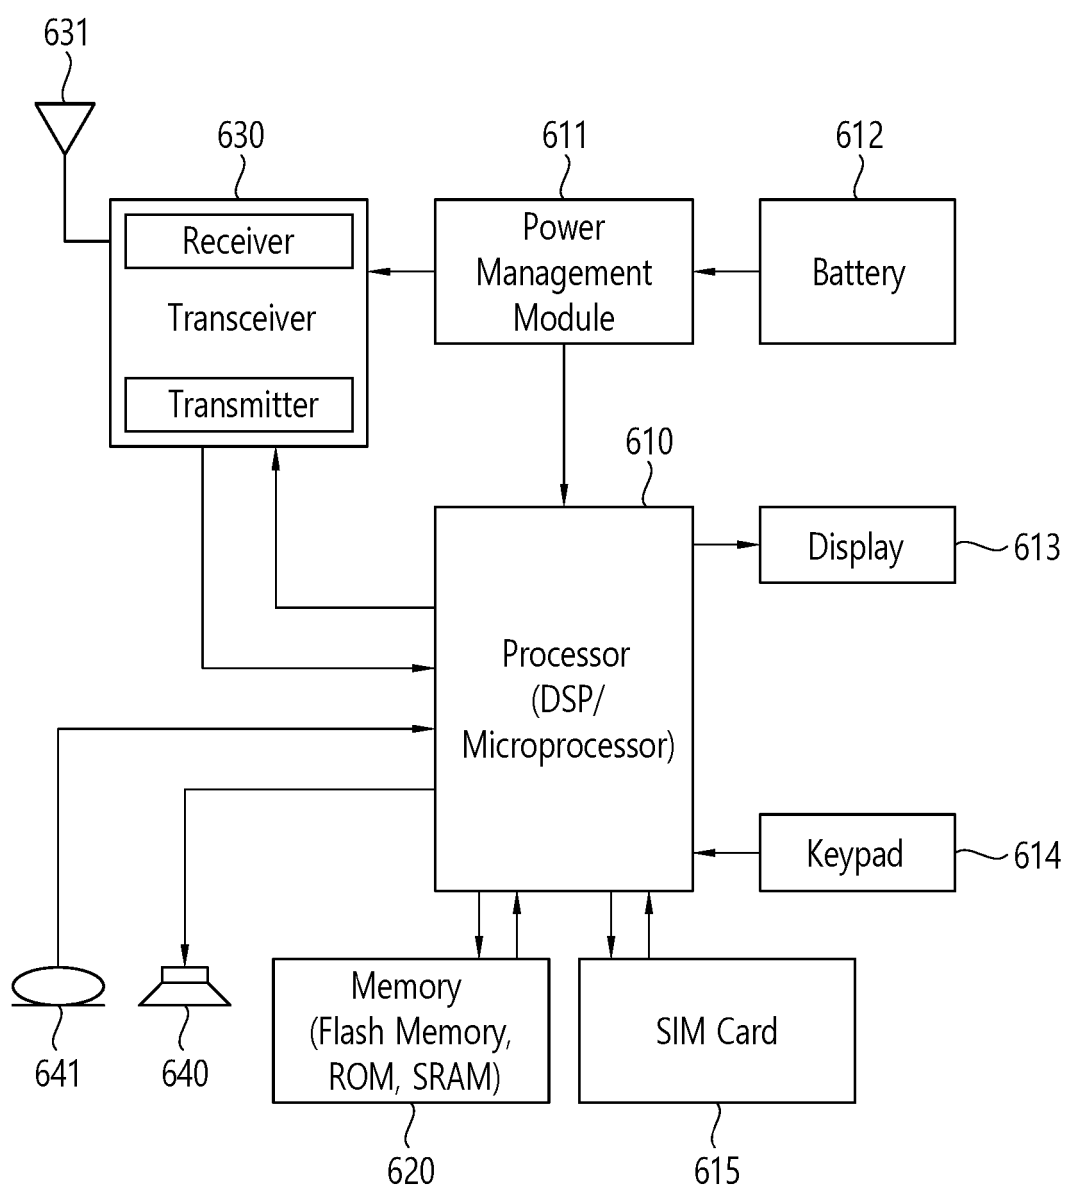 631
630
611
612
Receiver
Transceiver
Transmitter
Power
Management
Module
Battery
610
Display
613
Processor
(DSP/
Microprocessor)
Keypad
614
641
640
Memory
(Flash Memory,
ROM, SRAM)
SIM Card
620
615